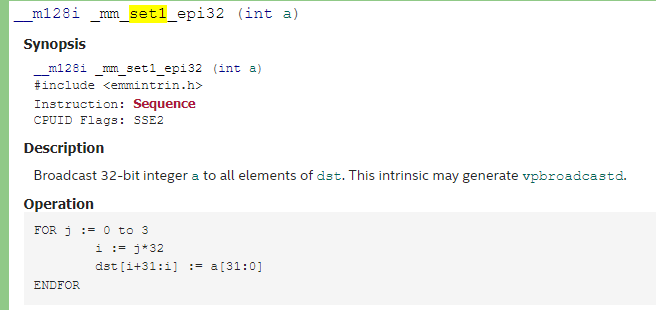 __m128i _mm_set1_epi32 (int a)
Synopsis
__m128i _mm_set1_epi32 (int a)
#include <emmintrin.h>
Instruction: Sequence
CPUID Flags: SSE2
Description
Broadcast 32-bit integer a to all elements of dst. This intrinsic may generate vpbroadcastd.
Operation
FOR j := 0 to 3
i := j*32
dst[i+31:i] := a[31:0]
ENDFOR